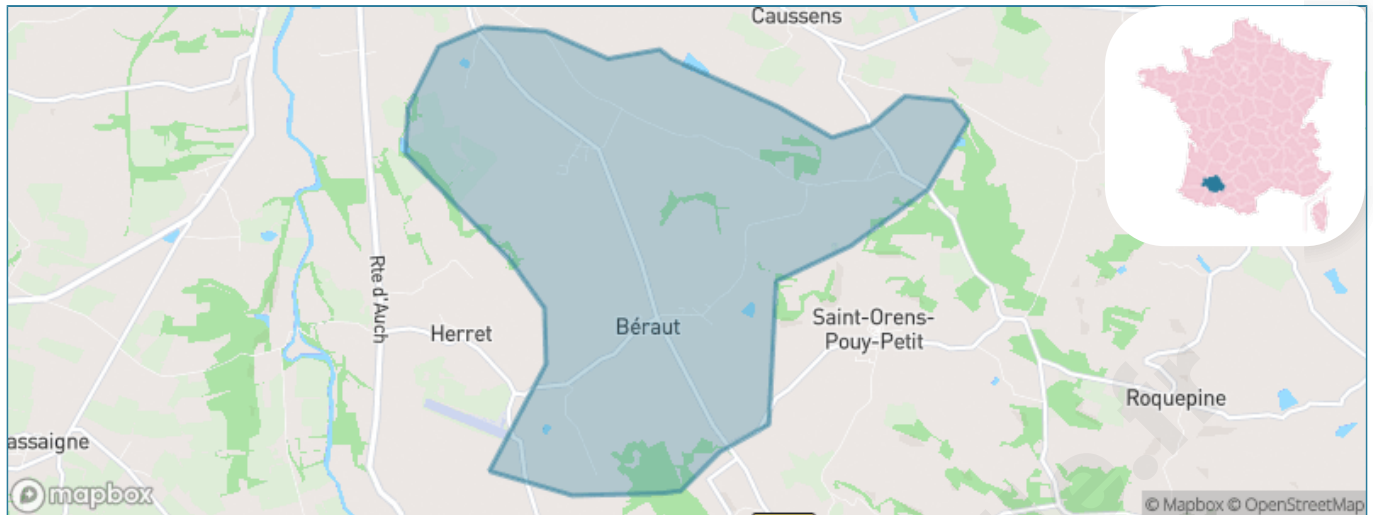 Caussens
Rte d'Auch
Herret
Béraut
Saint-Orens-
Pouy-Petit
Roquepine
assaigne
mapbox
© Mapbox © OpenStreetMap